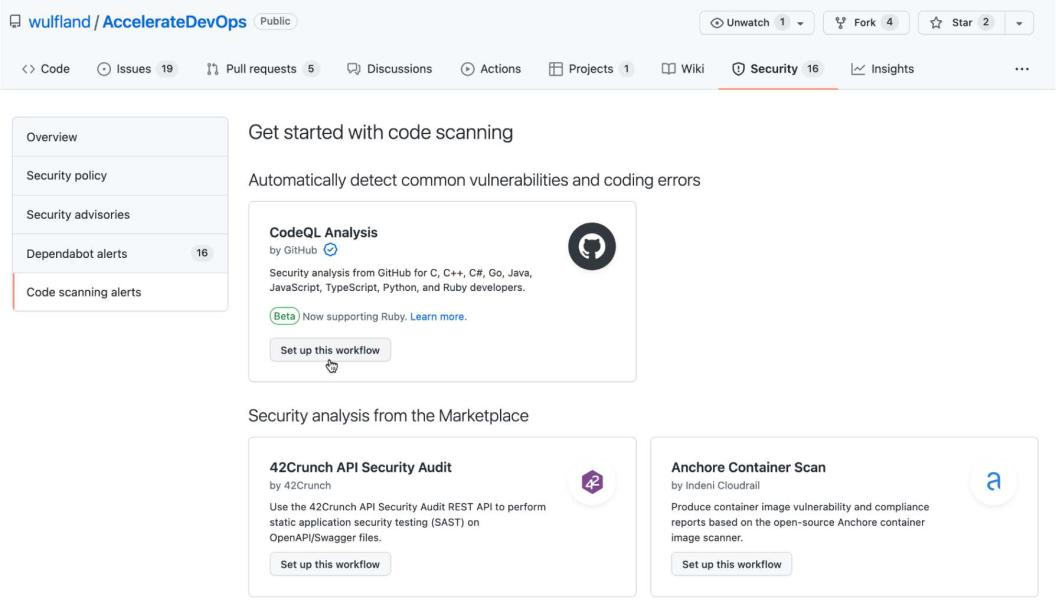 wulfland / AccelerateDevOps Public
Unwatch 1 Fork 4 Star 2
<> Code Issues 19 Pull requests 5 Discussions Actions Projects 1 Wiki Security 16 Insights ...
Overview
Security policy
Security advisories
Dependabot alerts 16
Code scanning alerts
Get started with code scanning
Automatically detect common vulnerabilities and coding errors
CodeQL Analysis
by GitHub
Security analysis from GitHub for C, C++, C#, Go, Java,
JavaScript, TypeScript, Python, and Ruby developers.
Beta Now supporting Ruby. Learn more.
Set up this workflow
Security analysis from the Marketplace
42Crunch API Security Audit
by 42Crunch
42
Use the 42Crunch API Security Audit REST API to perform
static application security testing (SAST) on
OpenAPI/Swagger files.
Set up this workflow
Anchore Container Scan
by Indeni Cloudrail
a
Produce container image vulnerability and compliance
reports based on the open-source Anchore container
image scanner.
Set up this workflow